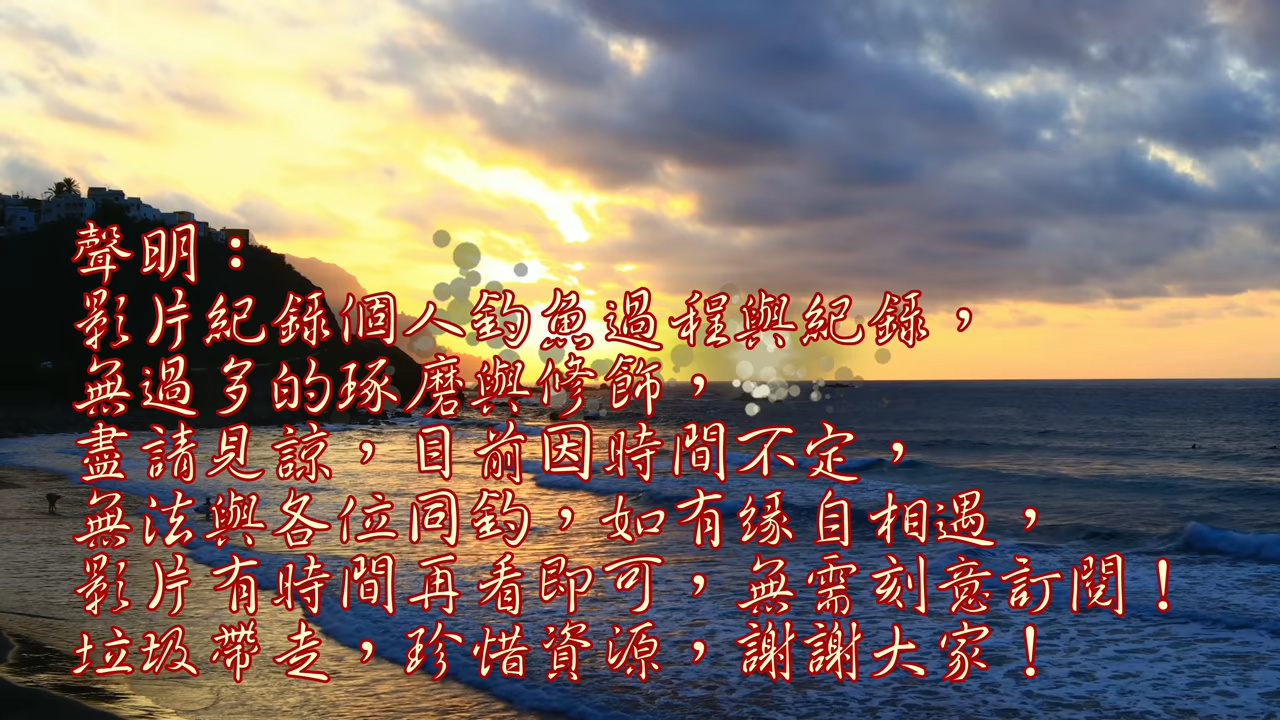 聲明：
影片紀錄個人釣魚過程與紀錄，
無過多的琢磨與修飾，
盡請見諒，目前因時間不定，
無法與各位同釣，如有緣自相遇，
影片有時間再看即可，無需刻意訂閱！
垃圾帶走，珍惜資源，謝謝大家！